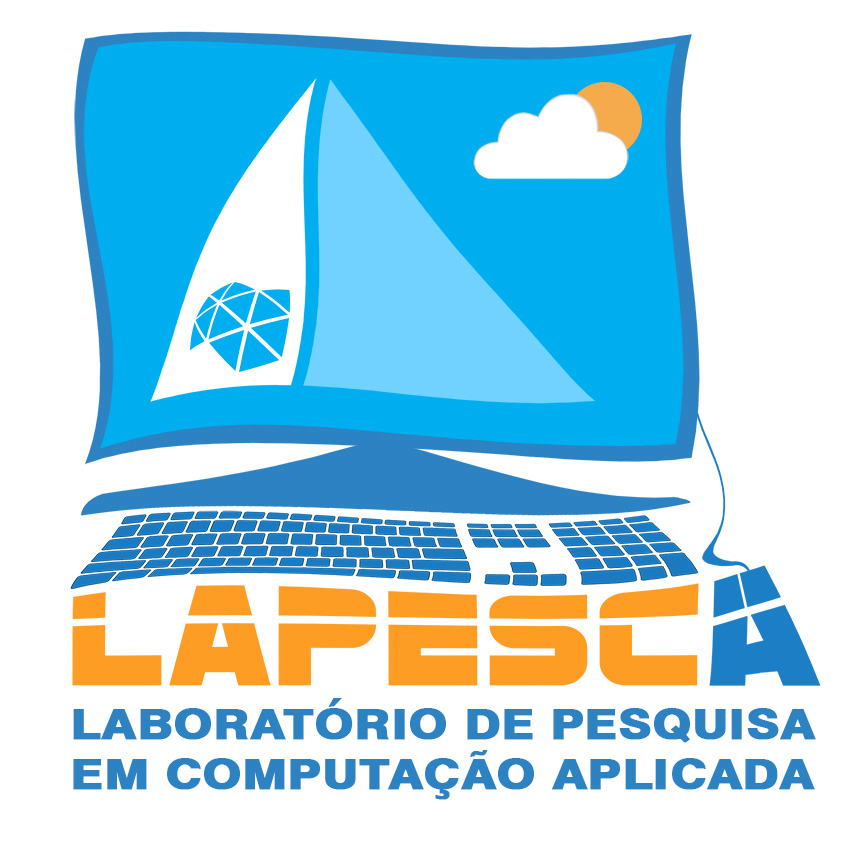 LAPESCA
LABORATÓRIO DE PESQUISA
EM COMPUTAÇÃO APLICADA